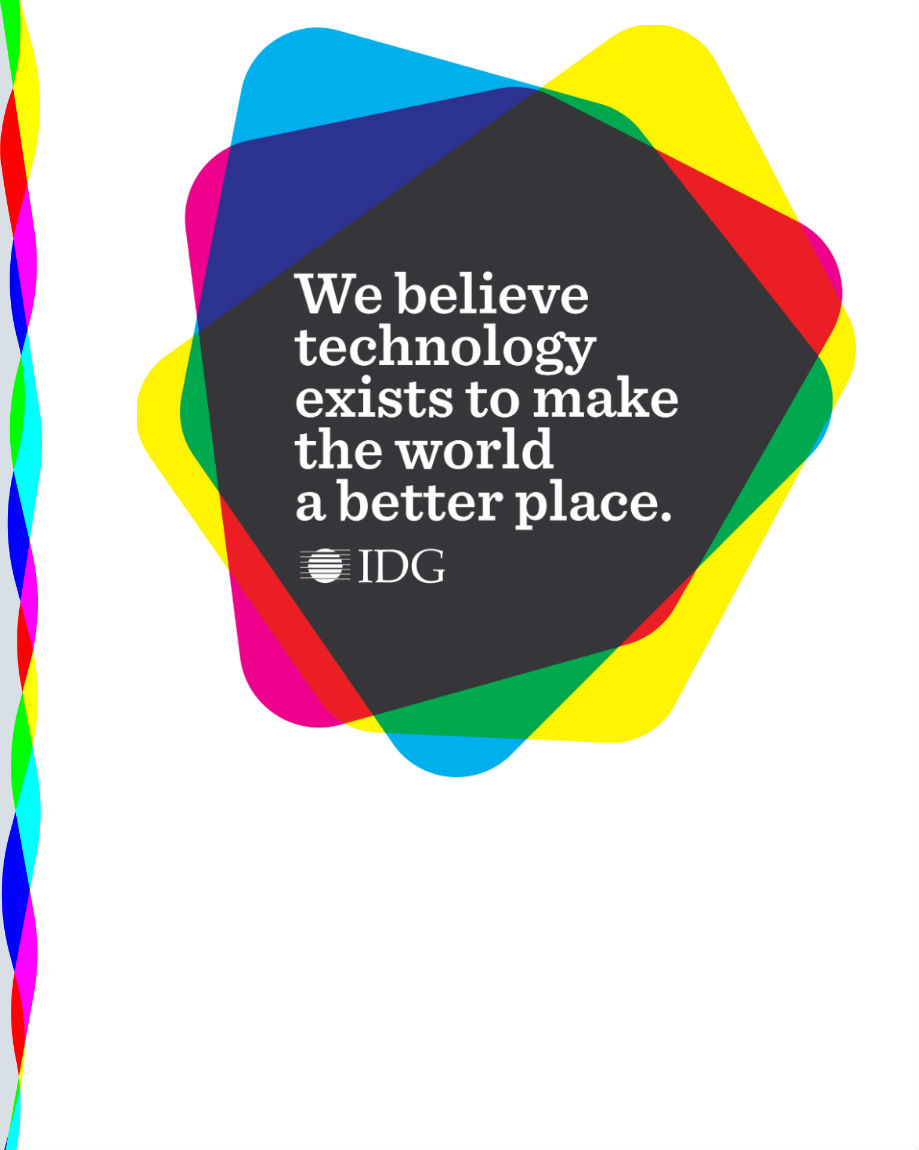 We believe
technology
exists to make
the world
a better place.
IDG